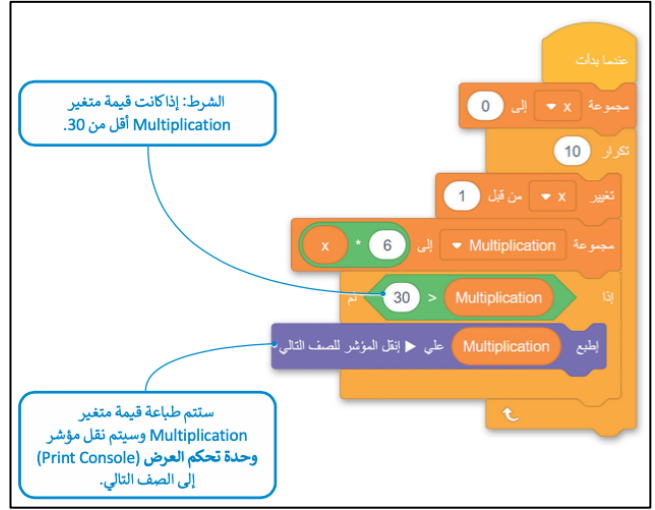 عندما بدأت
مجموعة x إلى 0
تكرار 10
تغيير x من قبل 1
مجموعة Multiplication إلى 6 * x
إذا Multiplication > 30 ثم
إطبع Multiplication علي ◀ إنقل المؤشر للصف التالي
الشرط: إذا كانت قيمة متغير
Multiplication أقل من 30.
ستتم طباعة قيمة متغير
Multiplication وسيتم نقل مؤشر
وحدة تحكم العرض (Print Console)
إلى الصف التالي.